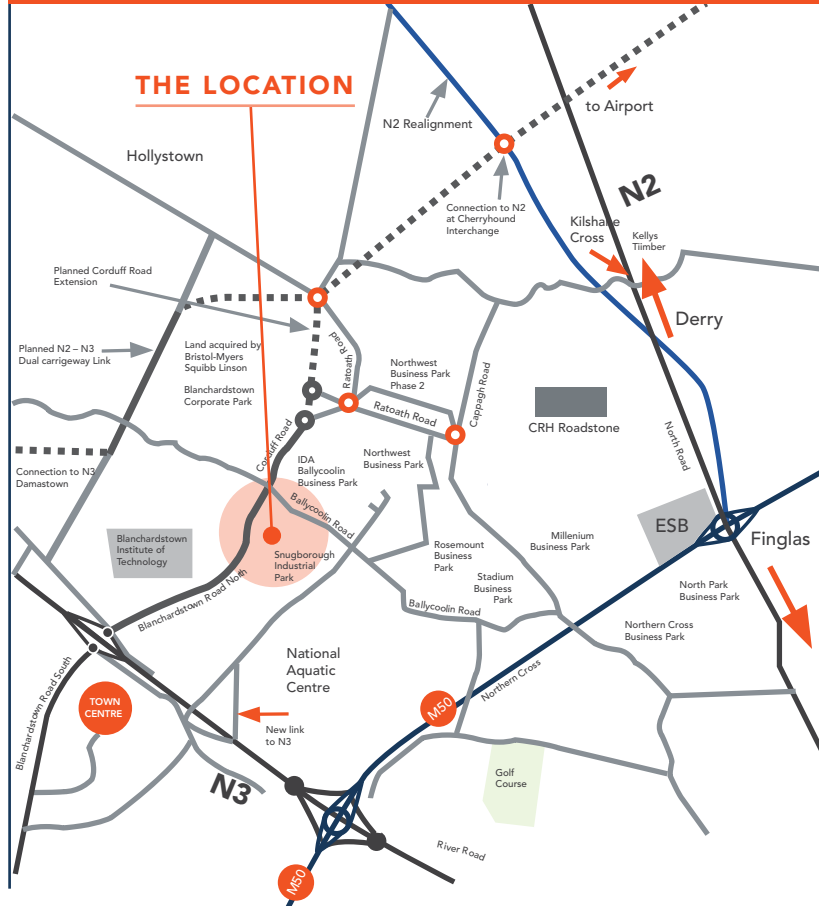 THE LOCATION
to Airport
N2 Realignment
Hollystown
N2
Connection to N2
at Cherryhound
Interchange
Kilshane
Cross
Kellys
Tiimber
Planned Corduff Road
Extension
Derry
Planned N2 – N3
Dual carrigeway Link
Land acquired by
Bristol-Myers
Squibb Linson
Ratoath Road
Northwest
Business Park
Phase 2
Cappagh Road
Blanchardstown
Corporate Park
Ratoath Road
CRH Roadstone
Corduff Road
North Road
IDA
Ballycoolin
Business Park
Northwest
Business Park
Connection to N3
Damastown
Ballycoolin Road
ESB
Finglas
Blanchardstown
Institute of
Technology
Snugborough
Industrial
Park
Rosemount
Business
Park
Millenium
Business Park
Stadium
Business
Park
North Park
Business Park
Blanchardstown Road North
Ballycoolin Road
Northern Cross
Business Park
National
Aquatic
Centre
Northern Cross
Blanchardstown Road South
TOWN
CENTRE
M50
New link
to N3
N3
Golf
Course
River Road
M50